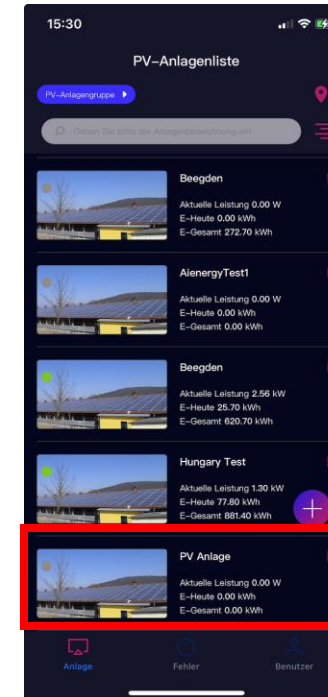 15:30
PV-Anlagenliste
PV-Anlagengruppe
Geben Sie bitte die Anlagenbezeichnung ein
Beegden
Aktuelle Leistung 0.00 W
E-Heute 0.00 kWh
E-Gesamt 272.70 kWh
AienergyTest1
Aktuelle Leistung 0.00 W
E-Heute 0.00 kWh
E-Gesamt 0.00 kWh
Beegden
Aktuelle Leistung 2.56 kW
E-Heute 25.70 kWh
E-Gesamt 620.70 kWh
Hungary Test
Aktuelle Leistung 1.30 kW
E-Heute 77.80 kWh
E-Gesamt 881.40 kWh
PV Anlage
Aktuelle Leistung 0.00 W
E-Heute 0.00 kWh
E-Gesamt 0.00 kWh
Anlage Fehler Benutzer